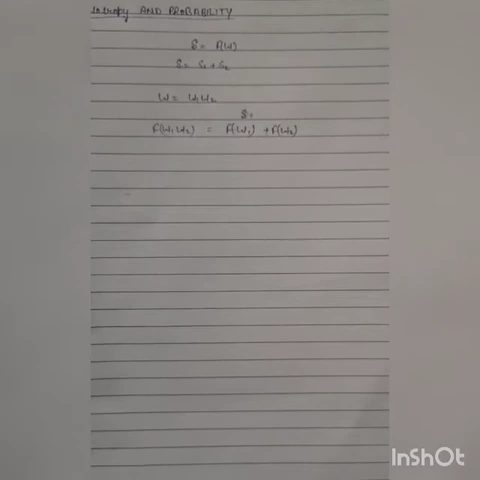 Entropy AND PROBABILITY
S = f(W)
S = S₁ + S₂
W = W₁W₂
S =
F(W₁W₂) = F(W₁) + F(W₂)
InShOt